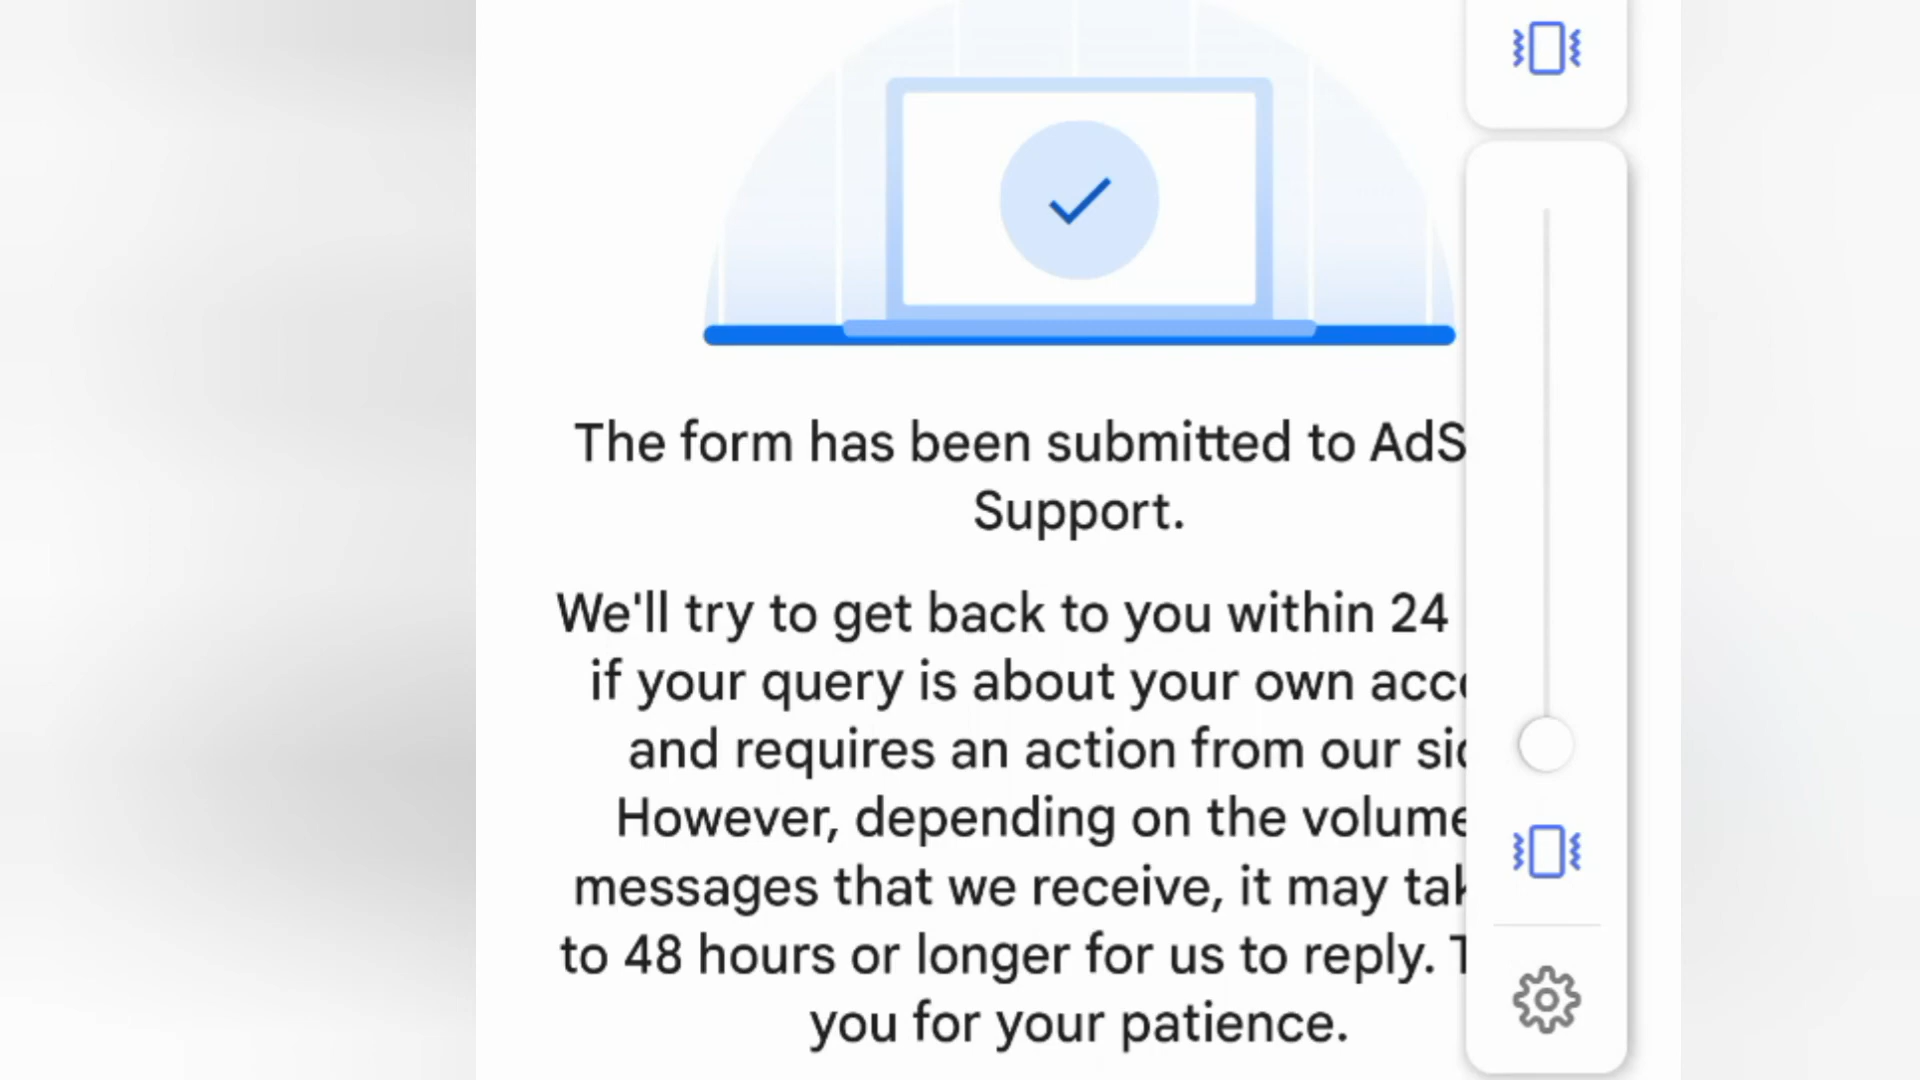 The form has been submitted to AdS
Support.
We'll try to get back to you within 24
if your query is about your own acc
and requires an action from our
However, depending on the volume
messages that we receive, it may
to 48 hours or longer for us to reply.
you for your patience.